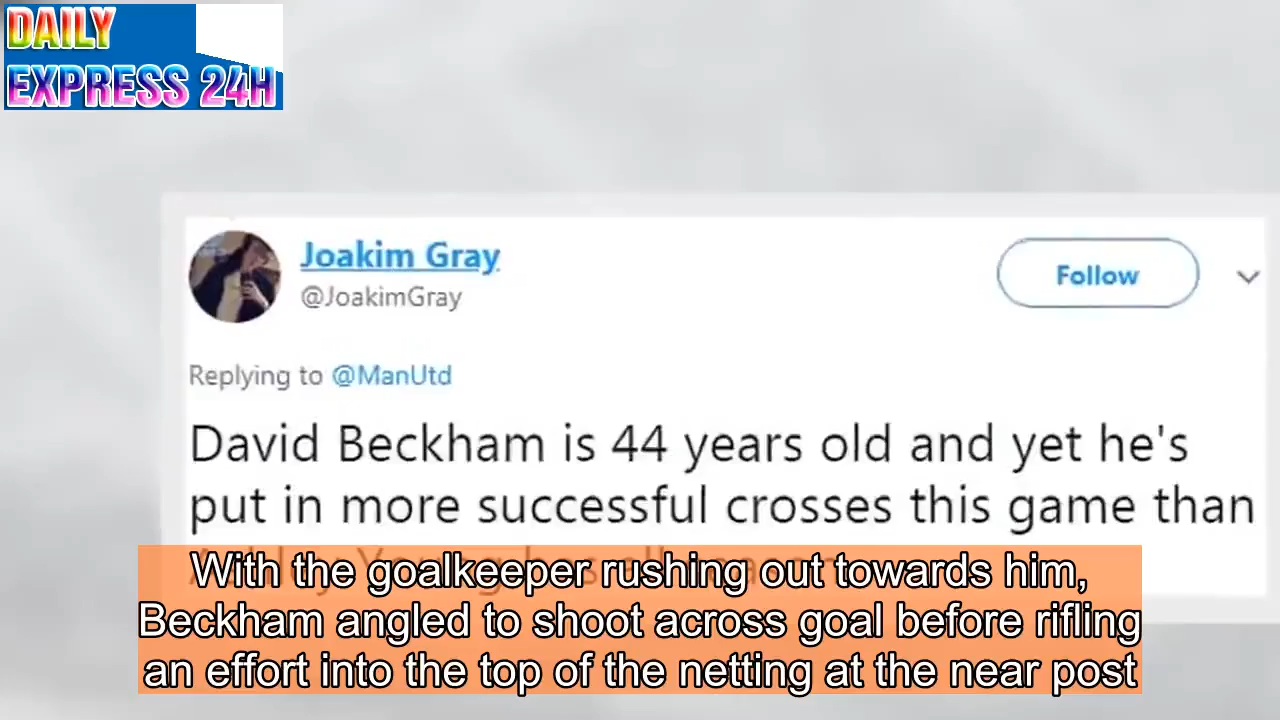 DAILY
EXPRESS 24H
Joakim Gray
@JoakimGray
Follow
Replying to @ManUtd
David Beckham is 44 years old and yet he's
put in more successful crosses this game than
With the goalkeeper rushing out towards him,
Beckham angled to shoot across goal before rifling
an effort into the top of the netting at the near post